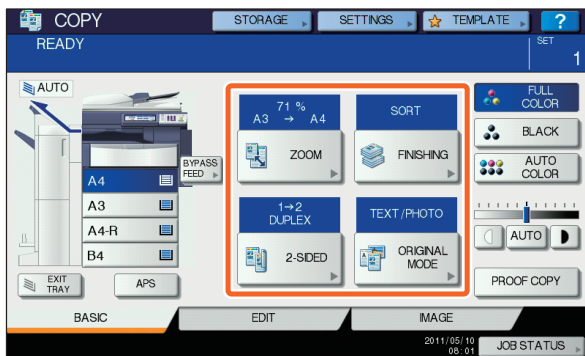 COPY
STORAGE
SETTINGS
TEMPLATE
?
READY
SET
1
AUTO
71 %
A3 → A4
ZOOM
SORT
FINISHING
FULL
COLOR
BLACK
AUTO
COLOR
BYPASS
FEED
A4
A3
A4-R
B4
1→2
DUPLEX
2-SIDED
TEXT/PHOTO
ORIGINAL
MODE
AUTO
EXIT
TRAY
APS
PROOF COPY
BASIC
EDIT
IMAGE
2011/05/10
08:01
JOB STATUS